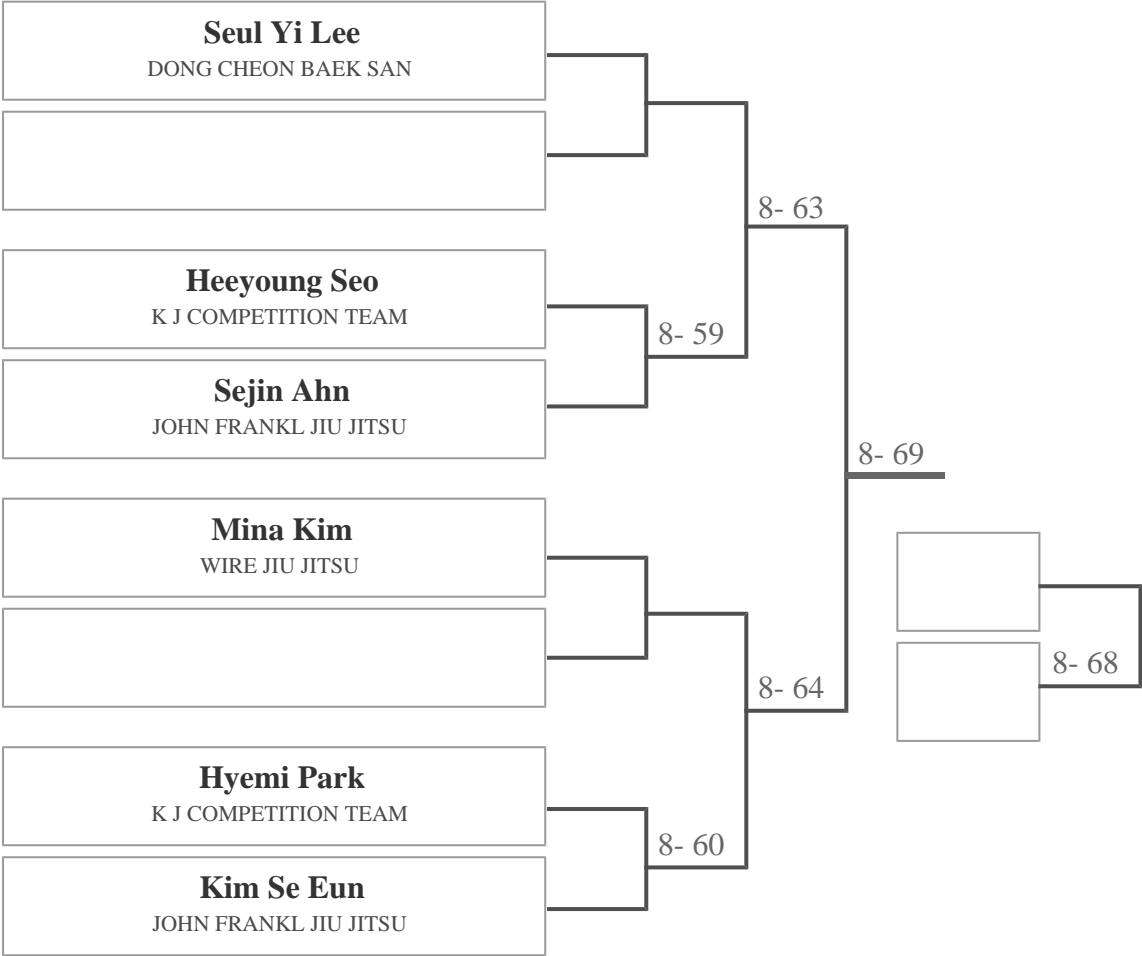 Seul Yi Lee
DONG CHEON BAEK SAN
8- 63
Heeyoung Seo
K J COMPETITION TEAM
8- 59
Sejin Ahn
JOHN FRANKL JIU JITSU
8- 69
Mina Kim
WIRE JIU JITSU
8- 68
8- 64
Hyemi Park
K J COMPETITION TEAM
8- 60
Kim Se Eun
JOHN FRANKL JIU JITSU